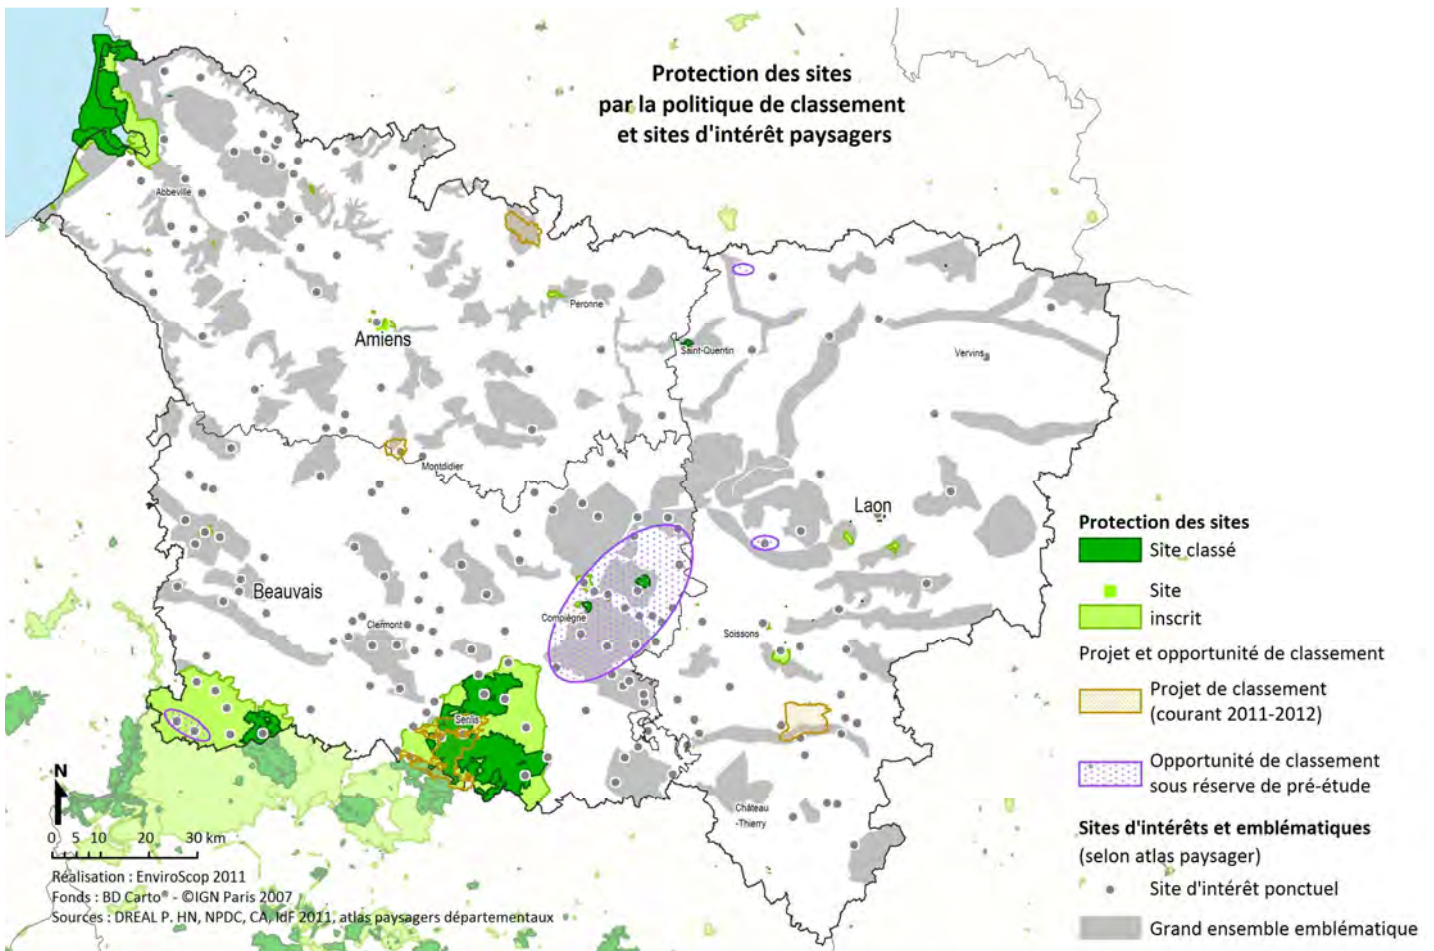 Protection des sites
par la politique de classement
et sites d'intérêt paysagers
Abbeville
Péronne
Amiens
Saint-Quentin
Vervins
Montdidier
Laon
Beauvais
Clermont
Compiègne
Soissons
Senlis
Château
-Thierry
N
0 5 10 20 30 km
Réalisation : EnviroScop 2011
Fonds : BD Carto® - ©IGN Paris 2007
Sources : DREAL P. HN, NPDC, CA, IdF 2011, atlas paysagers départementaux
Protection des sites
Site classé
Site
inscrit
Projet et opportunité de classement
Projet de classement
(courant 2011-2012)
Opportunité de classement
sous réserve de pré-étude
Sites d'intérêts et emblématiques
(selon atlas paysager)
Site d'intérêt ponctuel
Grand ensemble emblématique